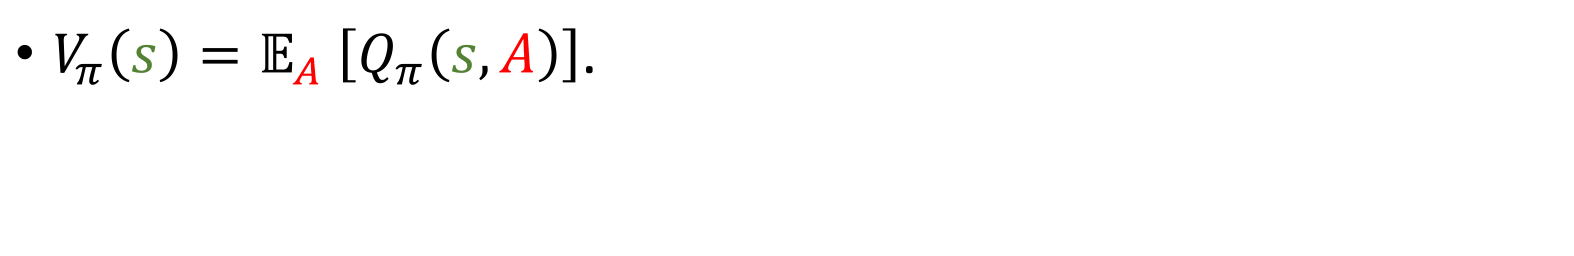 • V_π(s) = 𝔼_A [Q_π(s, A)].